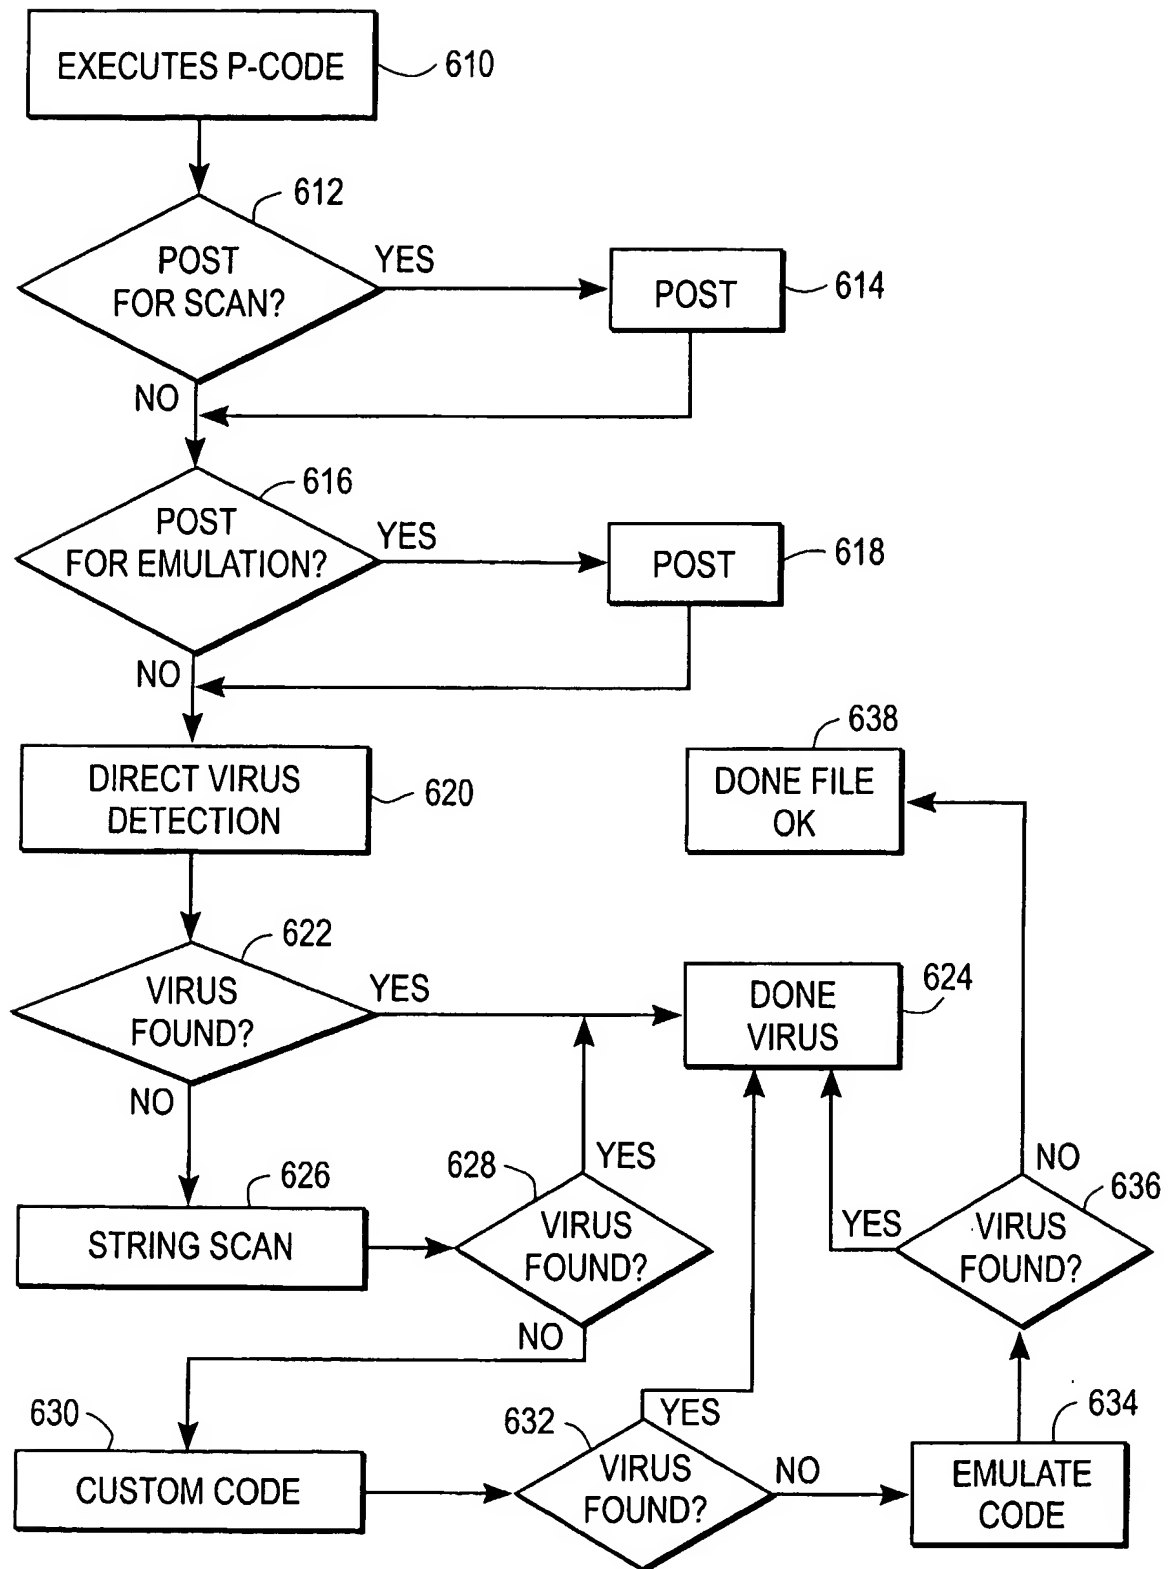 EXECUTES P-CODE
610
612
POST
FOR SCAN?
YES
POST
614
NO
616
POST
FOR EMULATION?
YES
POST
618
NO
DIRECT VIRUS
DETECTION
620
638
DONE FILE
OK
622
VIRUS
FOUND?
YES
DONE
VIRUS
624
NO
626
STRING SCAN
628
YES
VIRUS
FOUND?
NO
NO
636
YES
VIRUS
FOUND?
630
CUSTOM CODE
632
YES
VIRUS
FOUND?
NO
634
EMULATE
CODE